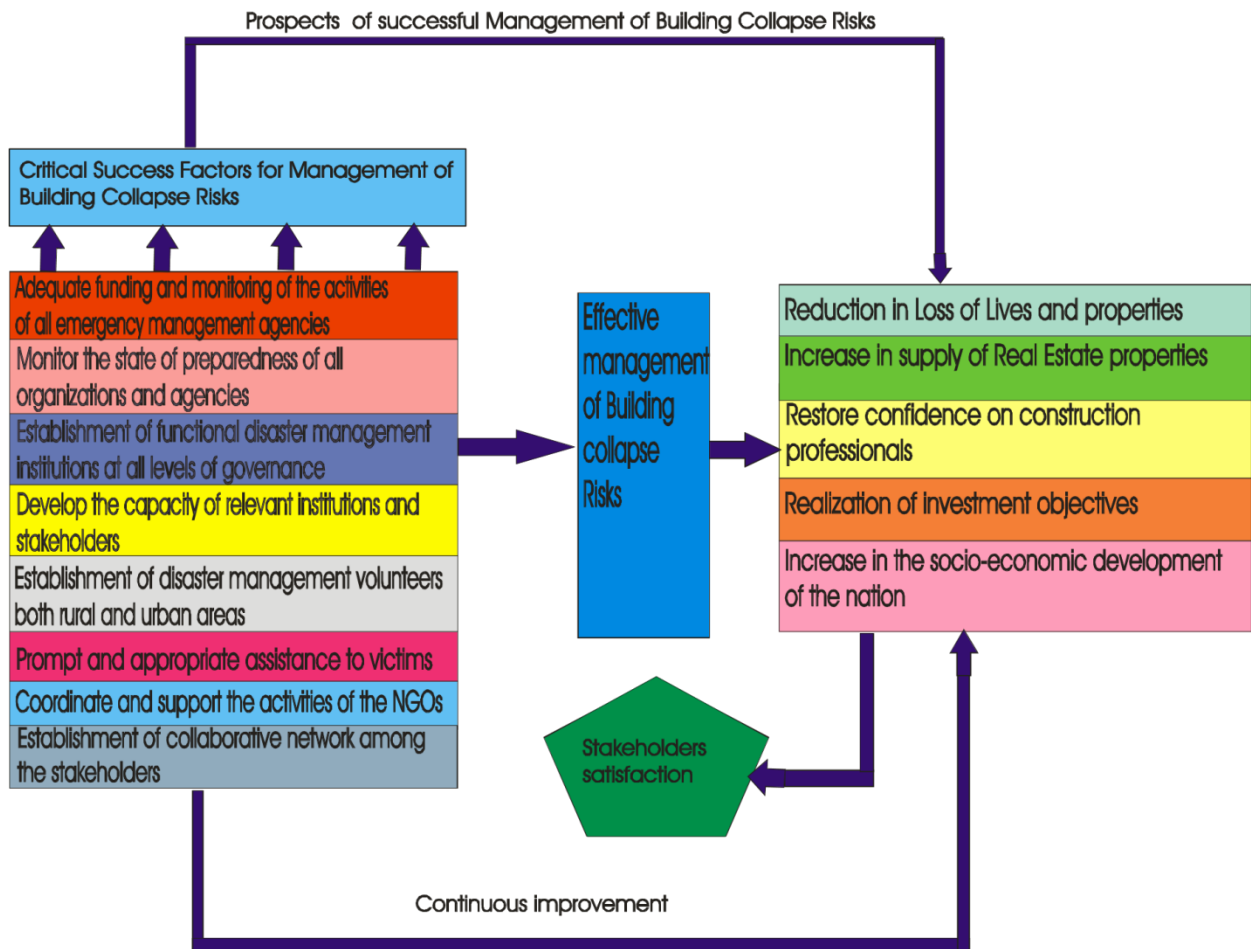 Prospects of successful Management of Building Collapse Risks
Critical Success Factors for Management of
Building Collapse Risks
Adequate funding and monitoring of the activities
of all emergency management agencies
Monitor the state of preparedness of all
organizations and agencies
Establishment of functional disaster management
institutions at all levels of governance
Develop the capacity of relevant institutions and
stakeholders
Establishment of disaster management volunteers
both rural and urban areas
Prompt and appropriate assistance to victims
Coordinate and support the activities of the NGOs
Establishment of collaborative network among
the stakeholders
Effective
management
of Building
collapse
Risks
Reduction in Loss of Lives and properties
Increase in supply of Real Estate properties
Restore confidence on construction
professionals
Realization of investment objectives
Increase in the socio-economic development
of the nation
Stakeholders
satisfaction
Continuous improvement